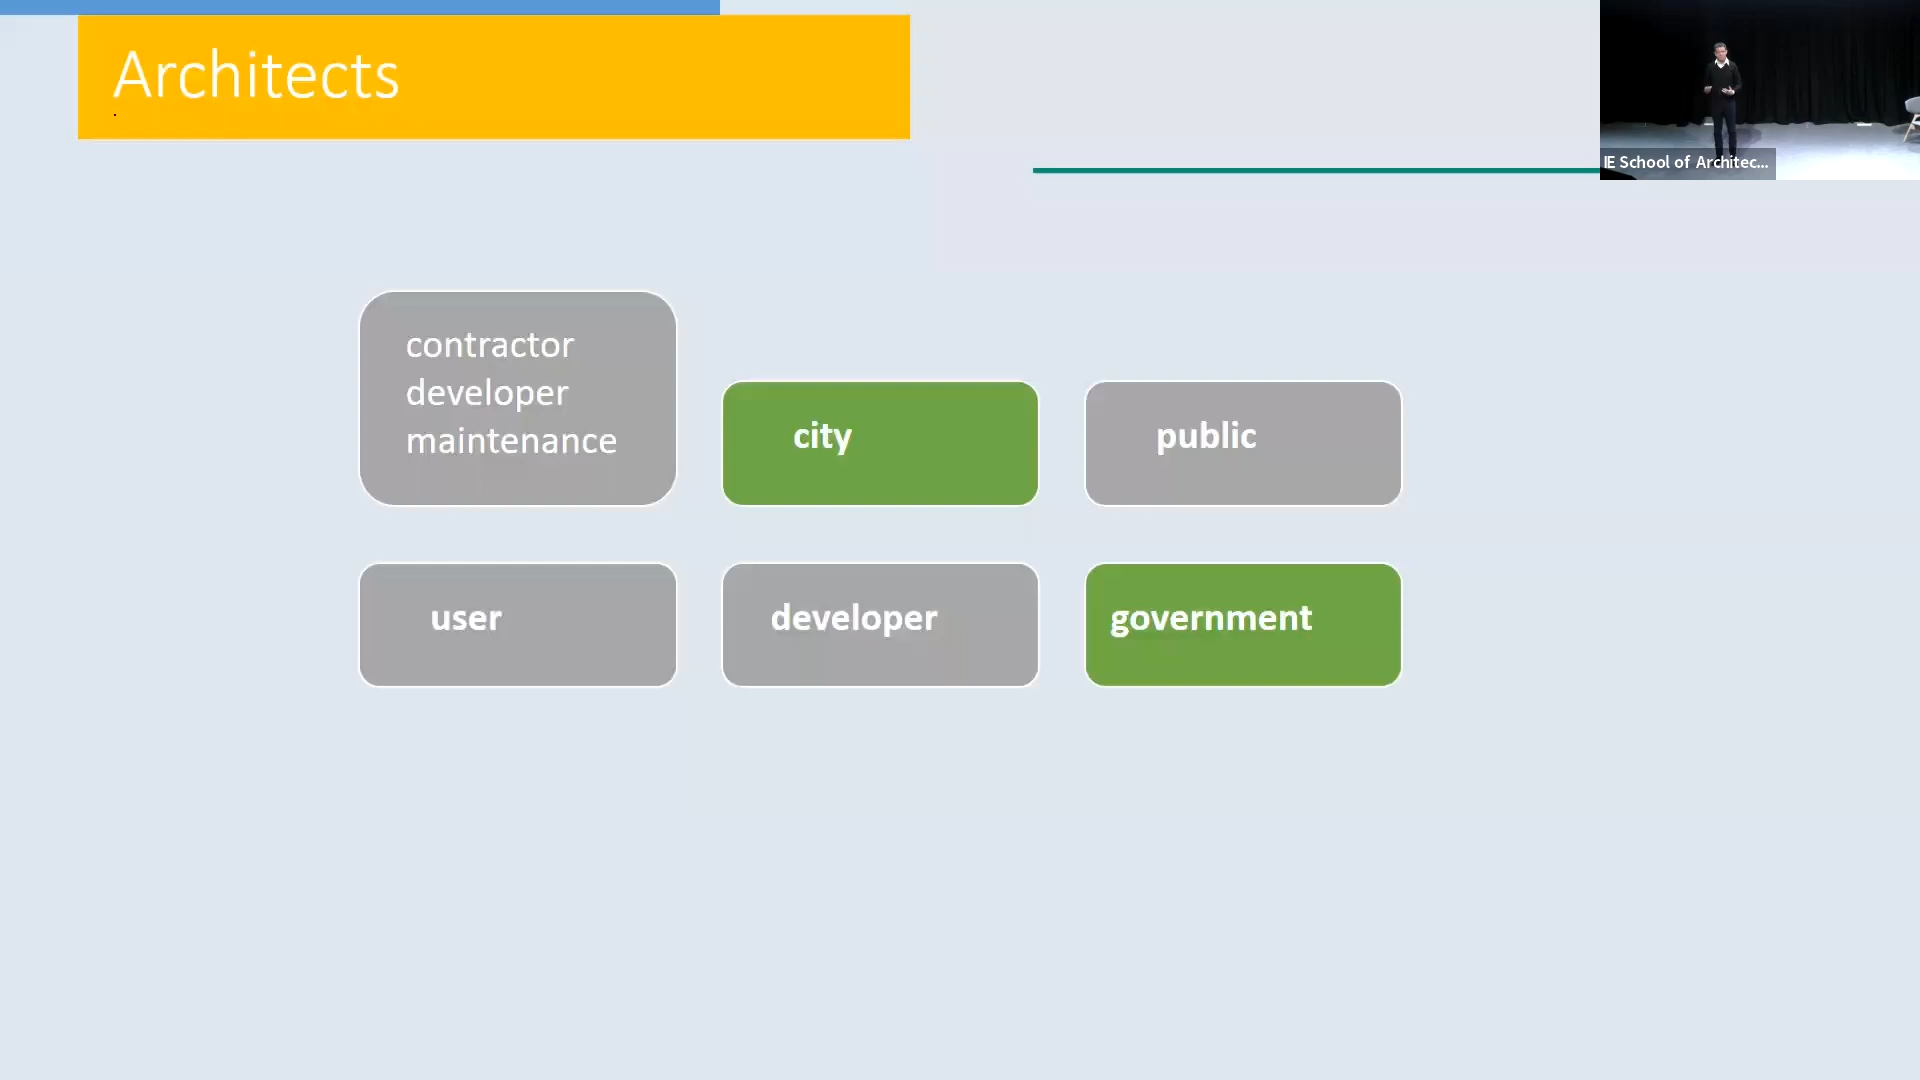 Architects
.
IE School of Architec...
contractor
developer
maintenance
city
public
user
developer
government